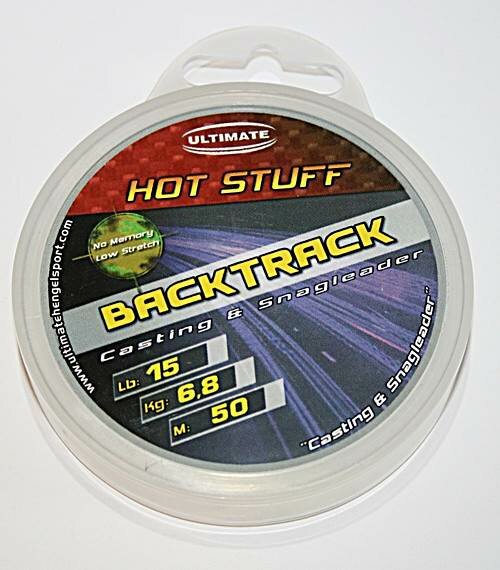 ULTIMATE
HOT STUFF
No Memory
Low Stretch
BACKTRACK
Casting & Snagleader
Lb: 15
Kg: 6,8
M: 50
www.ultimatehengelsport.com
"Casting & Snagleader"